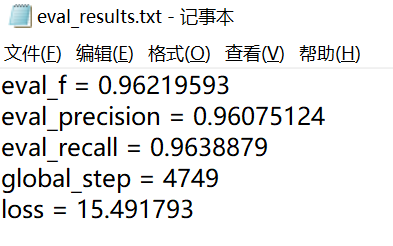 eval_results.txt - 记事本
文件(F) 编辑(E) 格式(O) 查看(V) 帮助(H)
eval_f = 0.96219593
eval_precision = 0.96075124
eval_recall = 0.9638879
global_step = 4749
loss = 15.491793